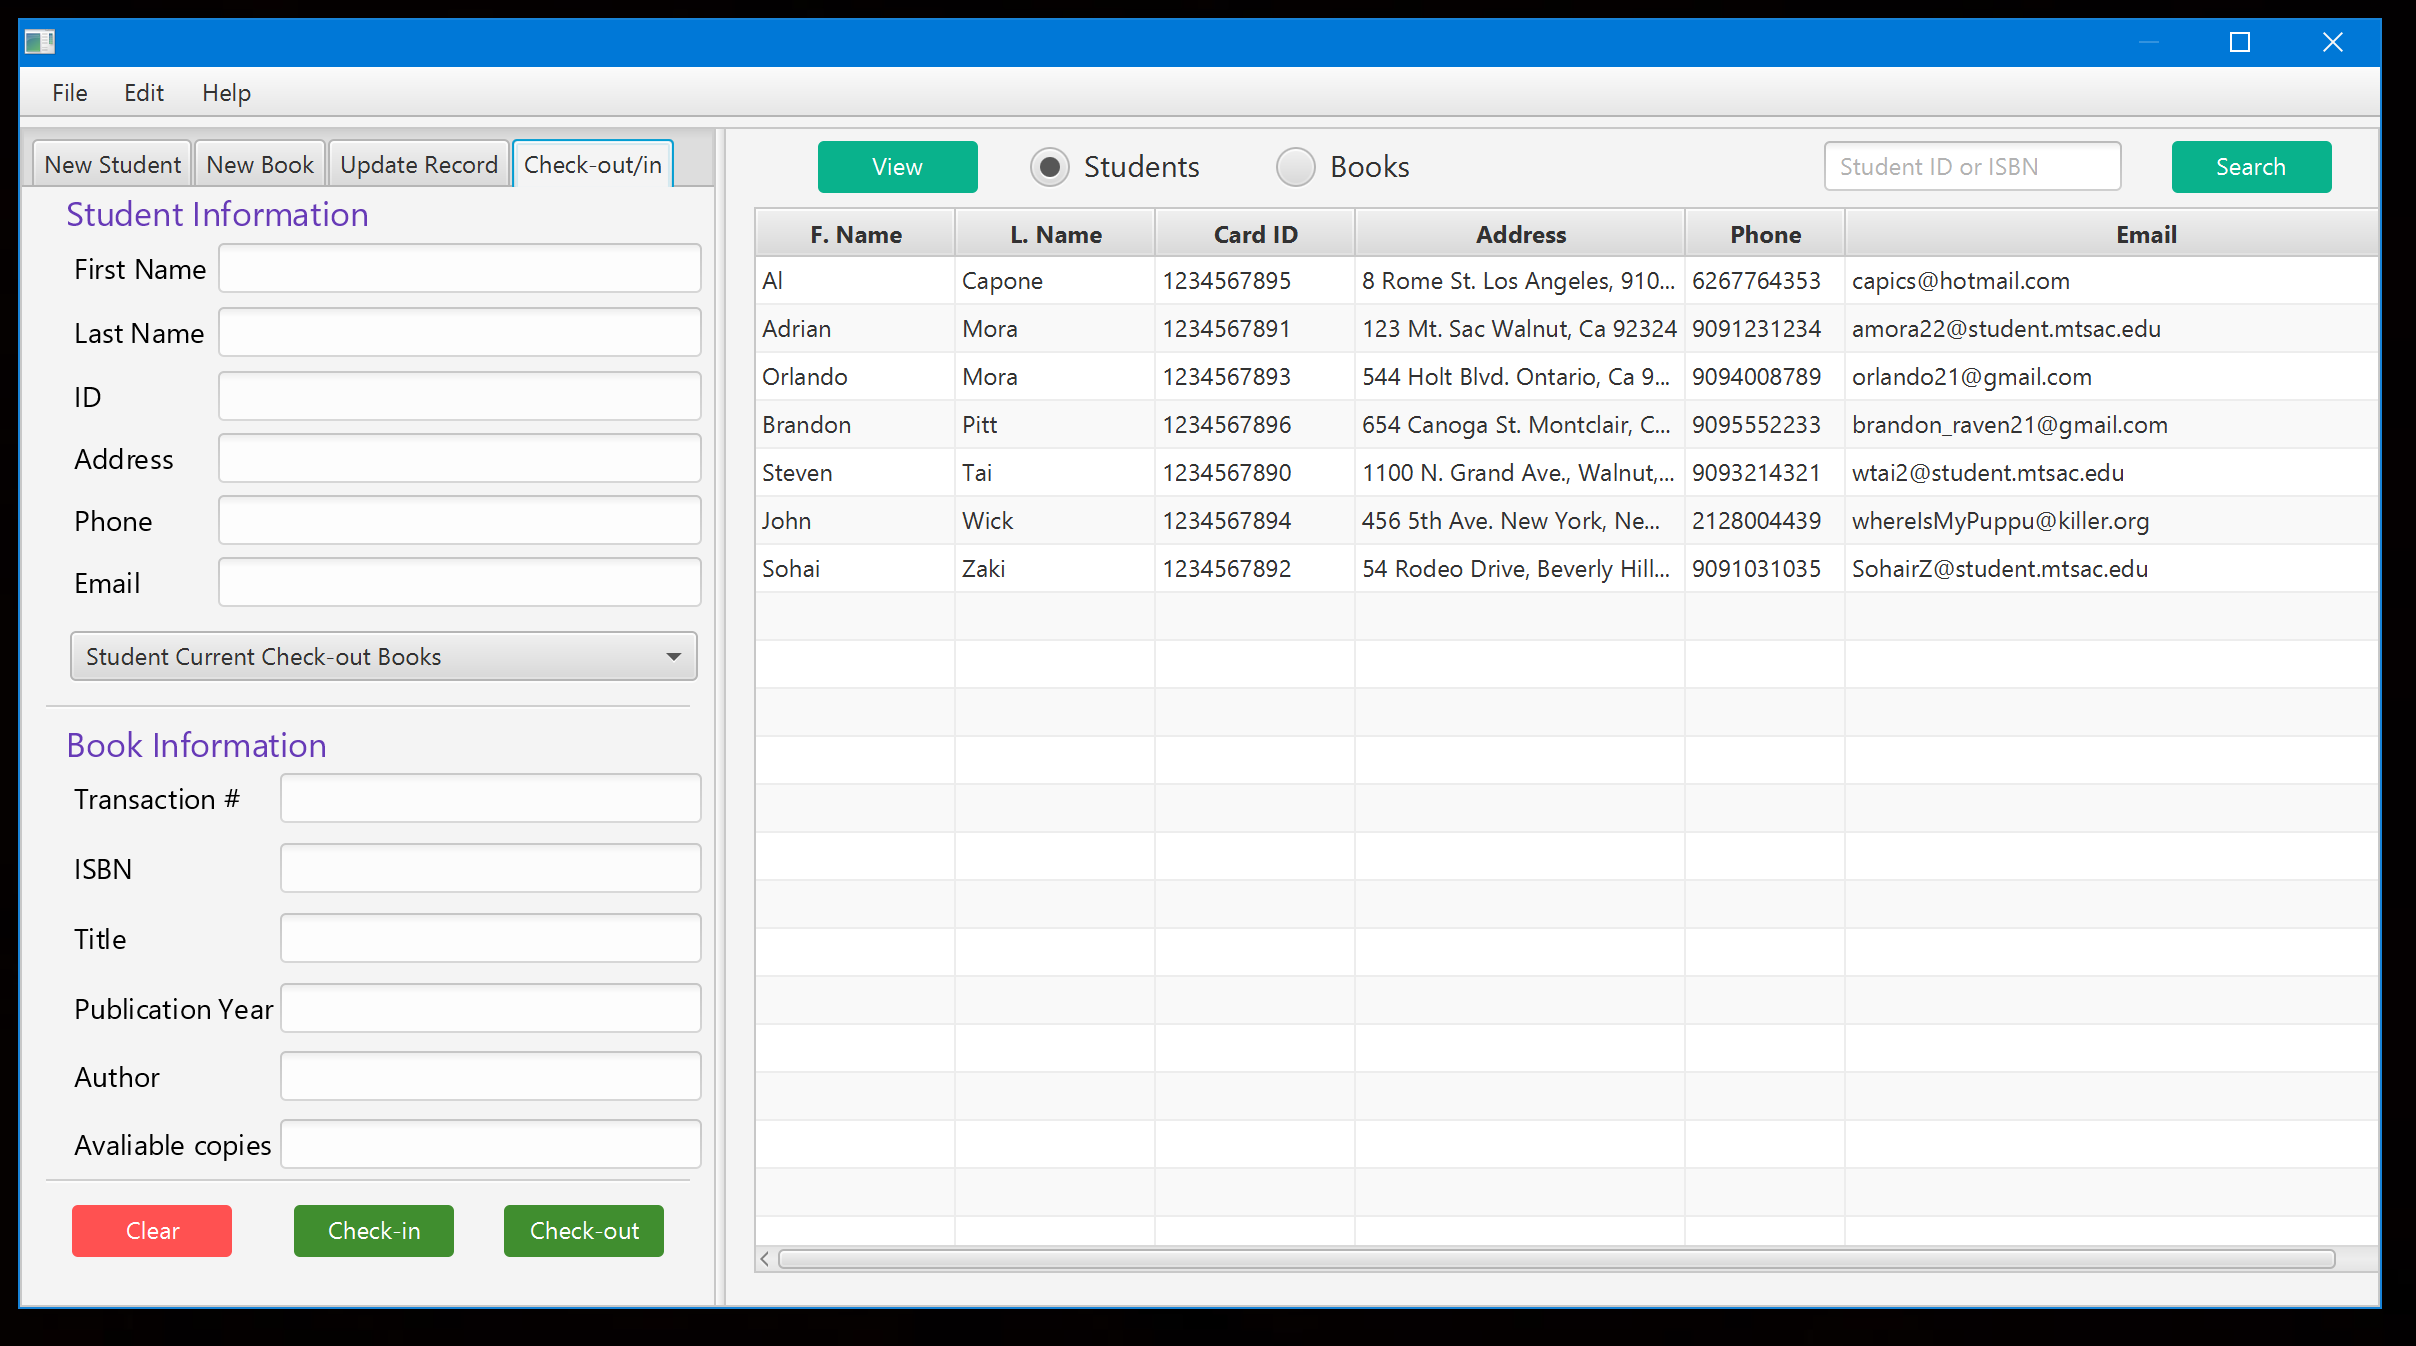 File Edit Help
New Student New Book Update Record Check-out/in
View Students Books Student ID or ISBN Search
Student Information
First Name
Last Name
ID
Address
Phone
Email
Student Current Check-out Books
Book Information
Transaction #
ISBN
Title
Publication Year
Author
Avaliable copies
Clear Check-in Check-out
F. Name L. Name Card ID Address Phone Email
Al Capone 1234567895 8 Rome St. Los Angeles, 910... 6267764353 capics@hotmail.com
Adrian Mora 1234567891 123 Mt. Sac Walnut, Ca 92324 9091231234 amora22@student.mtsac.edu
Orlando Mora 1234567893 544 Holt Blvd. Ontario, Ca 9... 9094008789 orlando21@gmail.com
Brandon Pitt 1234567896 654 Canoga St. Montclair, C... 9095552233 brandon_raven21@gmail.com
Steven Tai 1234567890 1100 N. Grand Ave., Walnut,... 9093214321 wtai2@student.mtsac.edu
John Wick 1234567894 456 5th Ave. New York, Ne... 2128004439 whereIsMyPuppu@killer.org
Sohai Zaki 1234567892 54 Rodeo Drive, Beverly Hill... 9091031035 SohairZ@student.mtsac.edu